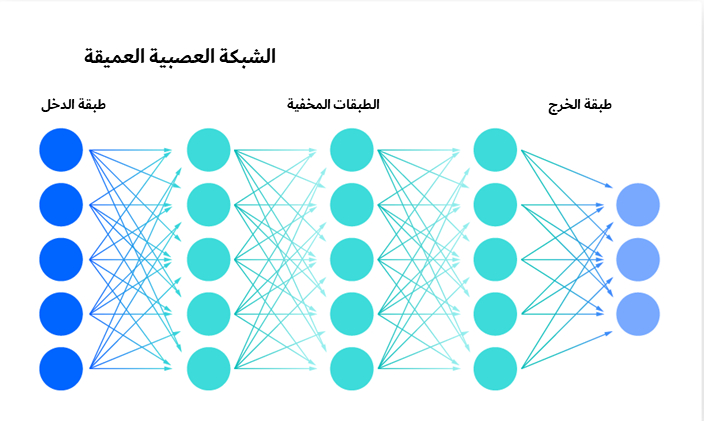 الشبكة العصبية العميقة
طبقة الدخل
الطبقات المخفية
طبقة الخرج